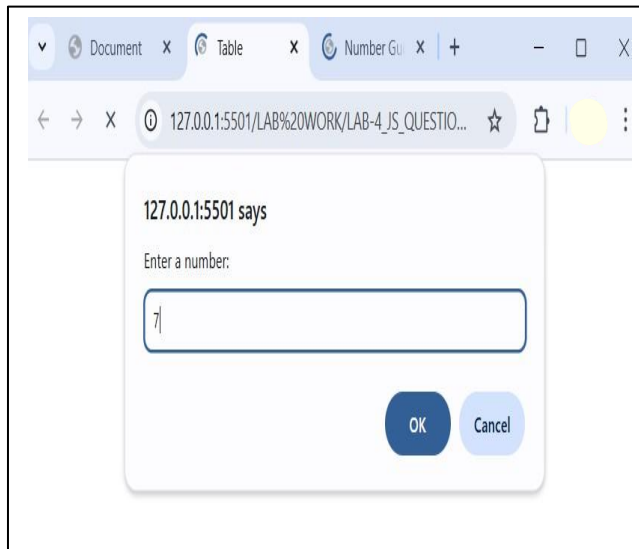 Document
Table
Number Gu
127.0.0.1:5501/LAB%20WORK/LAB-4_JS_QUESTIO...
127.0.0.1:5501 says
Enter a number:
7
OK
Cancel